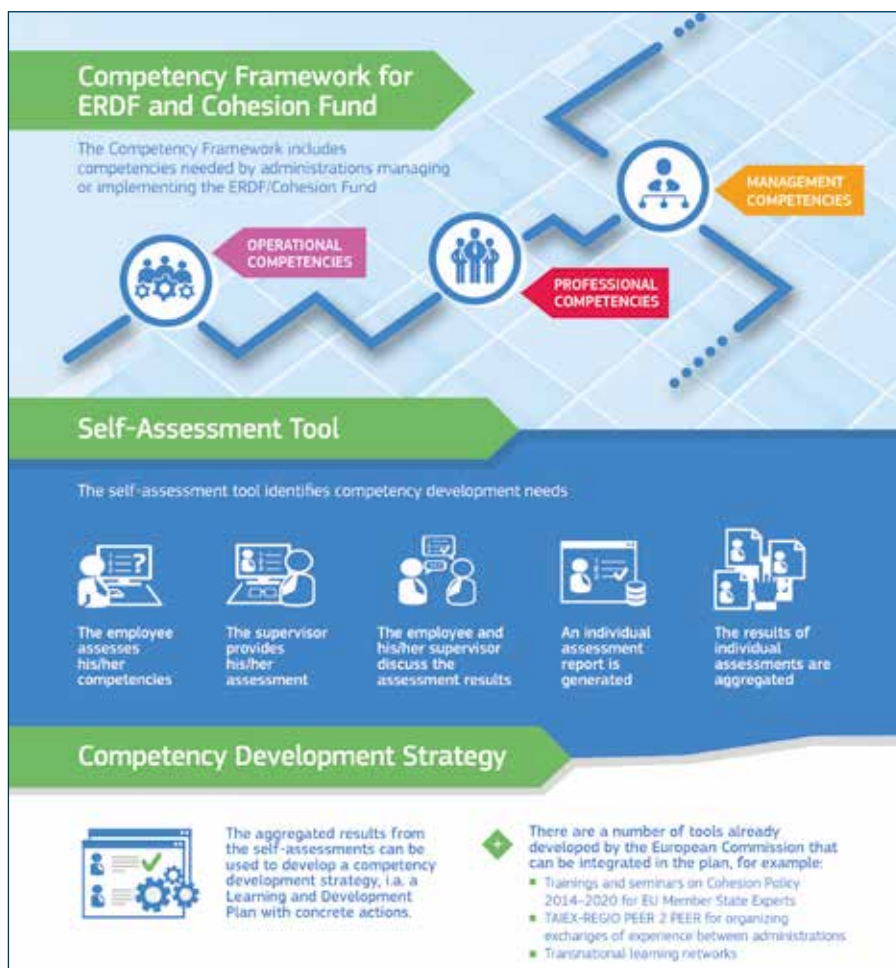 Competency Framework for
ERDF and Cohesion Fund
The Competency Framework includes
competencies needed by administrations managing
or implementing the ERDF/Cohesion Fund
MANAGEMENT
COMPETENCIES
OPERATIONAL
COMPETENCIES
PROFESSIONAL
COMPETENCIES
Self-Assessment Tool
The self-assessment tool identifies competency development needs
?
The employee
assesses
his/her
competencies
The supervisor
provides
his/her
assessment
The employee and
his/her supervisor
discuss the
assessment results
An individual
assessment
report is
generated
The results of
individual
assessments are
aggregated
Competency Development Strategy
The aggregated results from
the self-assessments can be
used to develop a competency
development strategy, i.a. a
Learning and Development
Plan with concrete actions.
There are a number of tools already
developed by the European Commission that
can be integrated in the plan, for example:
Trainings and seminars on Cohesion Policy
2014-2020 for EU Member State Experts
TAIEX-REGIO PEER 2 PEER for organizing
exchanges of experience between administrations
Transnational learning networks